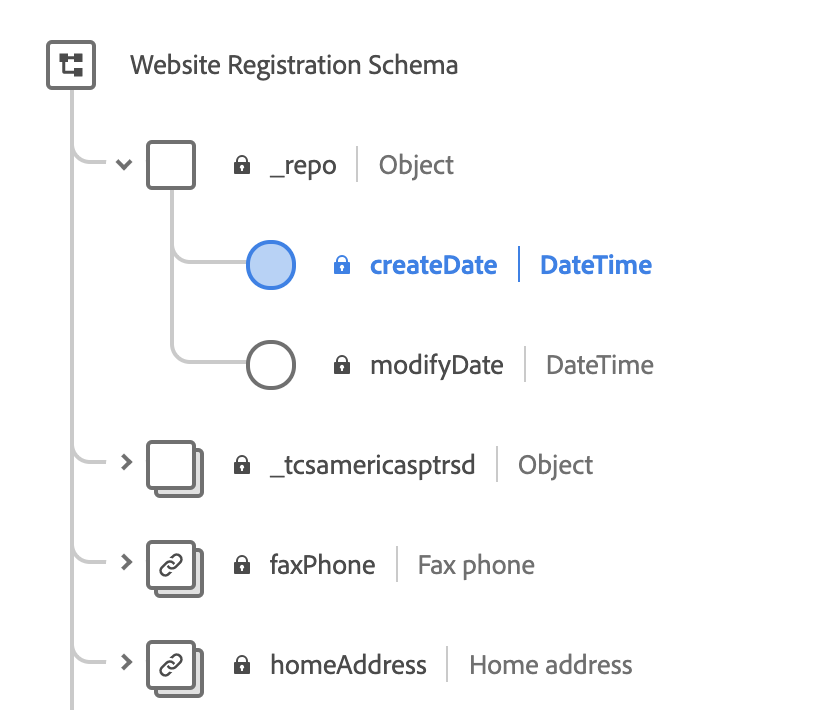 Website Registration Schema
_repo Object
createDate DateTime
modifyDate DateTime
_tcsamericasptrsd Object
faxPhone Fax phone
homeAddress Home address